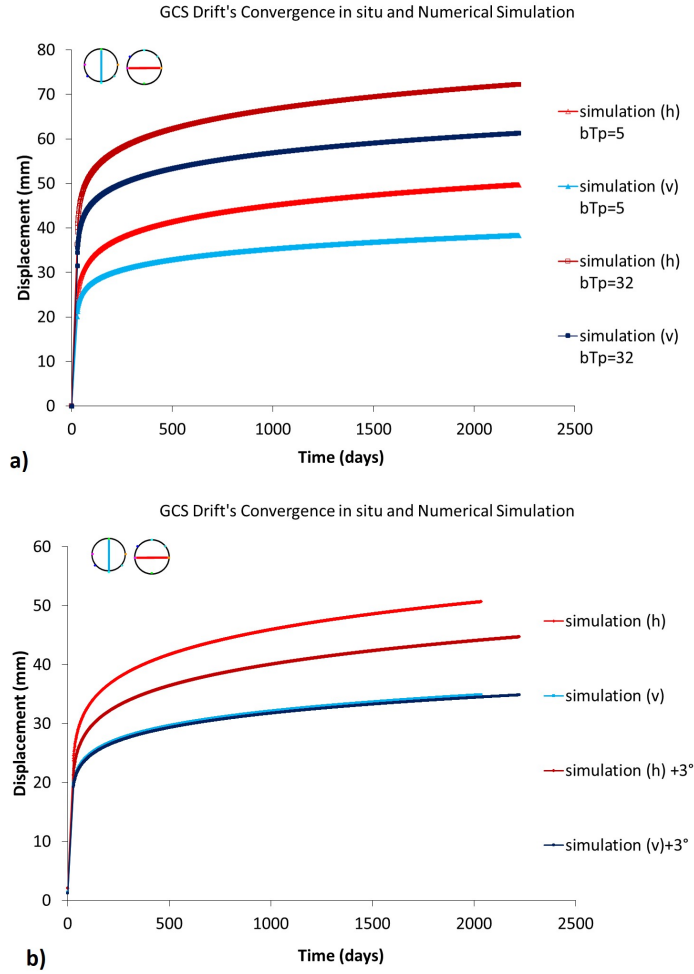 GCS Drift's Convergence in situ and Numerical Simulation
80
70
60
50
40
30
20
10
0
Displacement (mm)
0 500 1000 1500 2000 2500
Time (days)
simulation (h)
bTp=5
simulation (v)
bTp=5
simulation (h)
bTp=32
simulation (v)
bTp=32
a)
GCS Drift's Convergence in situ and Numerical Simulation
60
50
40
30
20
10
0
Displacement (mm)
0 500 1000 1500 2000 2500
Time (days)
simulation (h)
simulation (v)
simulation (h) +3°
simulation (v)+3°
b)